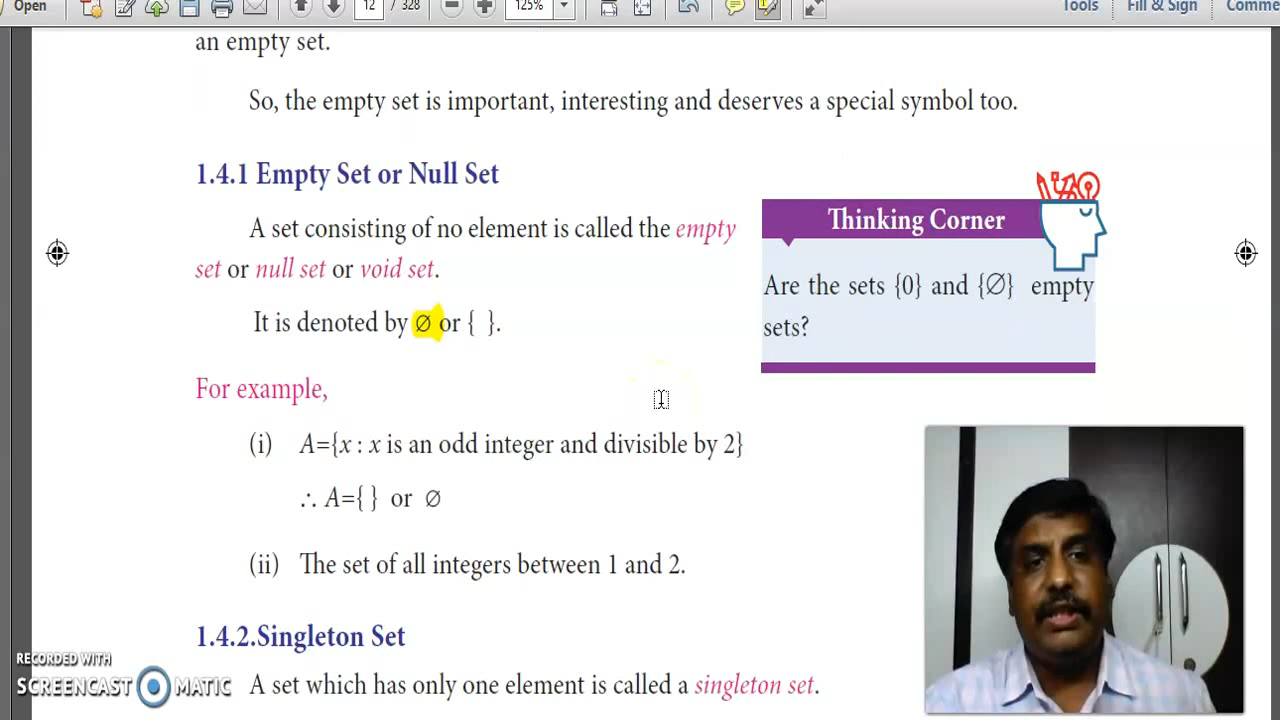 Open
12 / 328
125%
Tools
Fill & Sign
Comme
an empty set.
So, the empty set is important, interesting and deserves a special symbol too.
1.4.1 Empty Set or Null Set
A set consisting of no element is called the empty
set or null set or void set.
It is denoted by ∅ or { }.
Thinking Corner
Are the sets {0} and {∅} empty
sets?
For example,
(i) A={x : x is an odd integer and divisible by 2}
∴ A={ } or ∅
(ii) The set of all integers between 1 and 2.
1.4.2.Singleton Set
A set which has only one element is called a singleton set.
RECORDED WITH
SCREENCAST MATIC